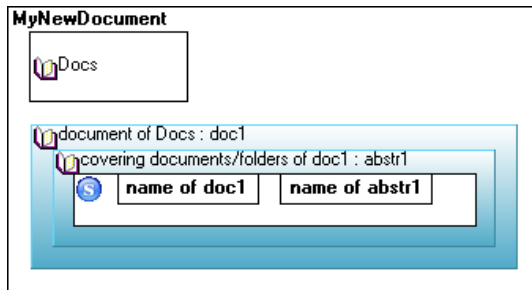 MyNewDocument
Docs
document of Docs : doc1
covering documents/folders of doc1 : abstr1
S name of doc1 name of abstr1